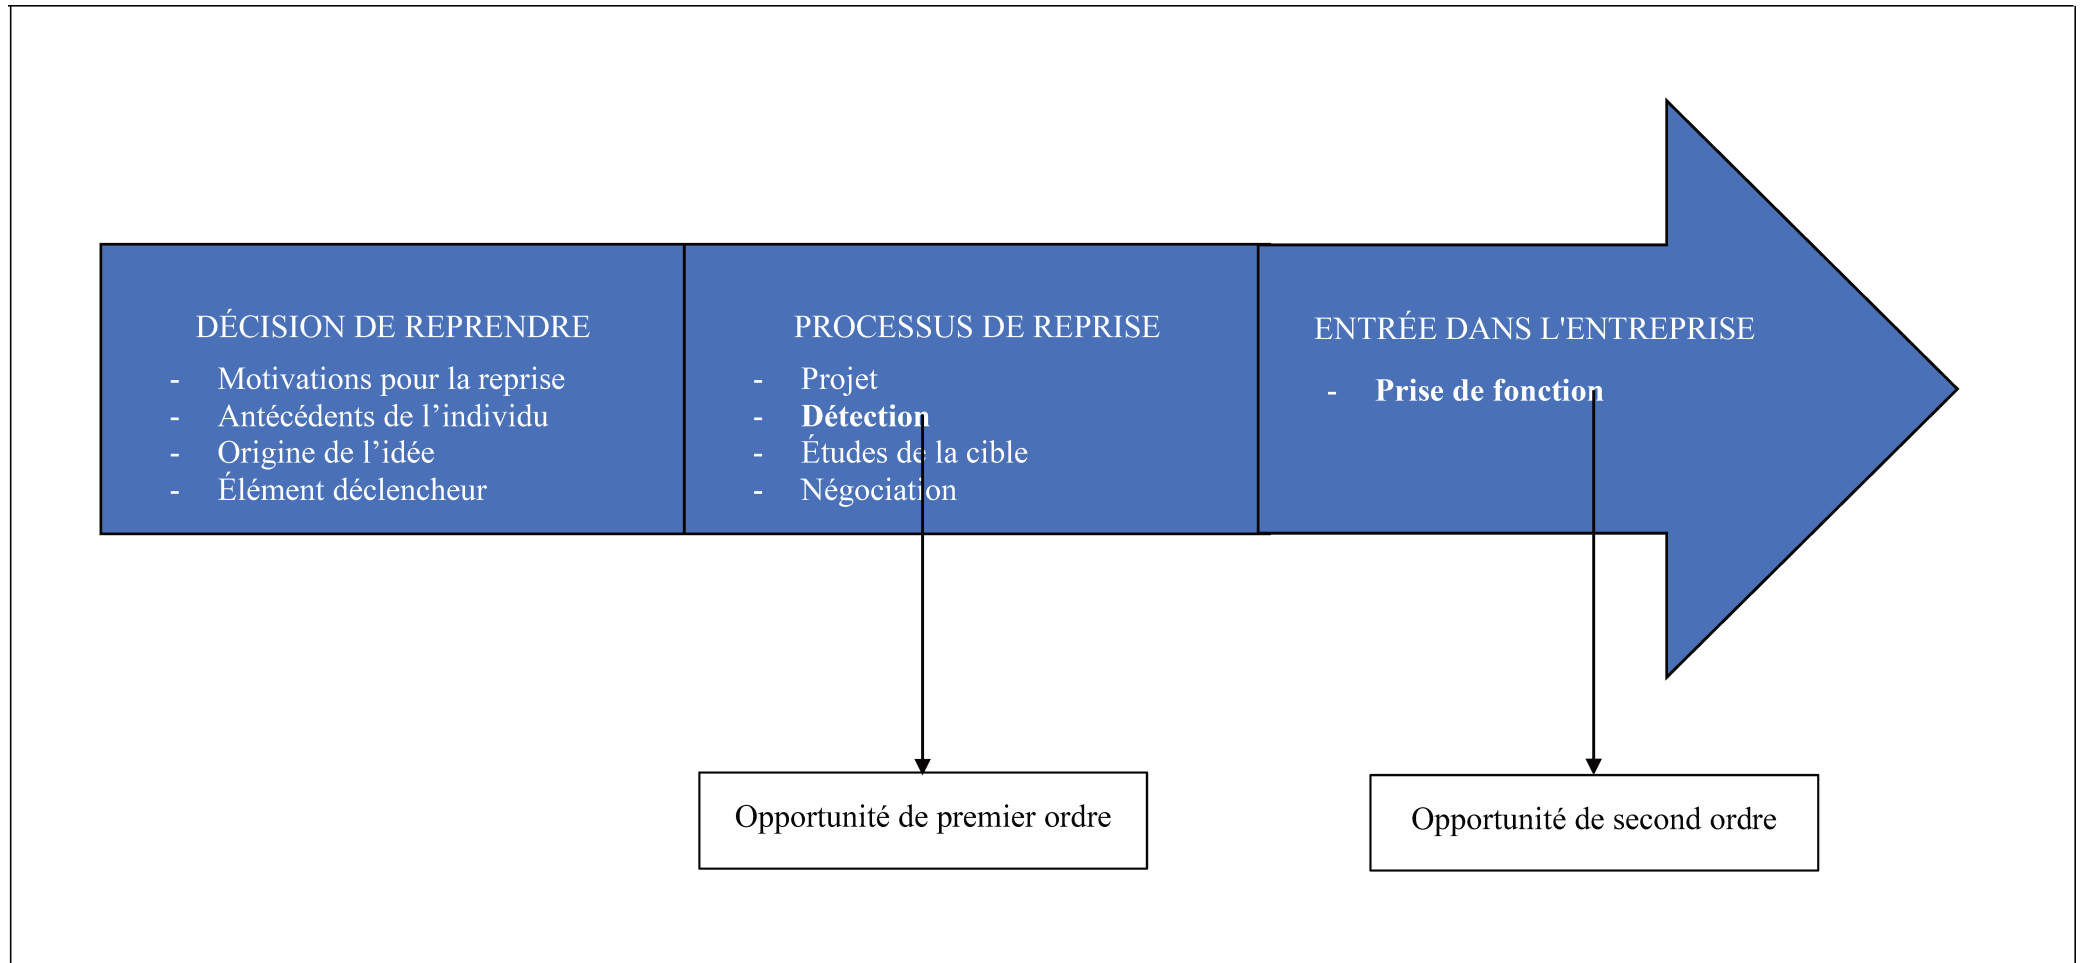 DÉCISION DE REPRENDRE
- Motivations pour la reprise
- Antécédents de l’individu
- Origine de l’idée
- Élément déclencheur
PROCESSUS DE REPRISE
- Projet
- Détection
- Études de la cible
- Négociation
ENTRÉE DANS L'ENTREPRISE
- Prise de fonction
Opportunité de premier ordre
Opportunité de second ordre